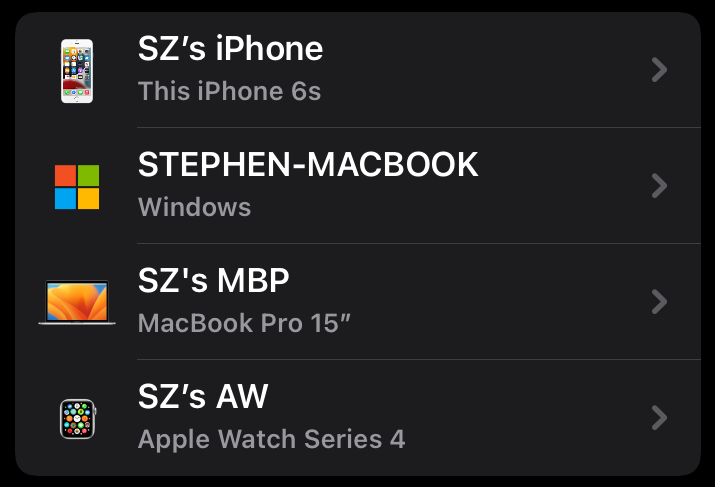 SZ’s iPhone
This iPhone 6s
STEPHEN-MACBOOK
Windows
SZ's MBP
MacBook Pro 15”
SZ’s AW
Apple Watch Series 4